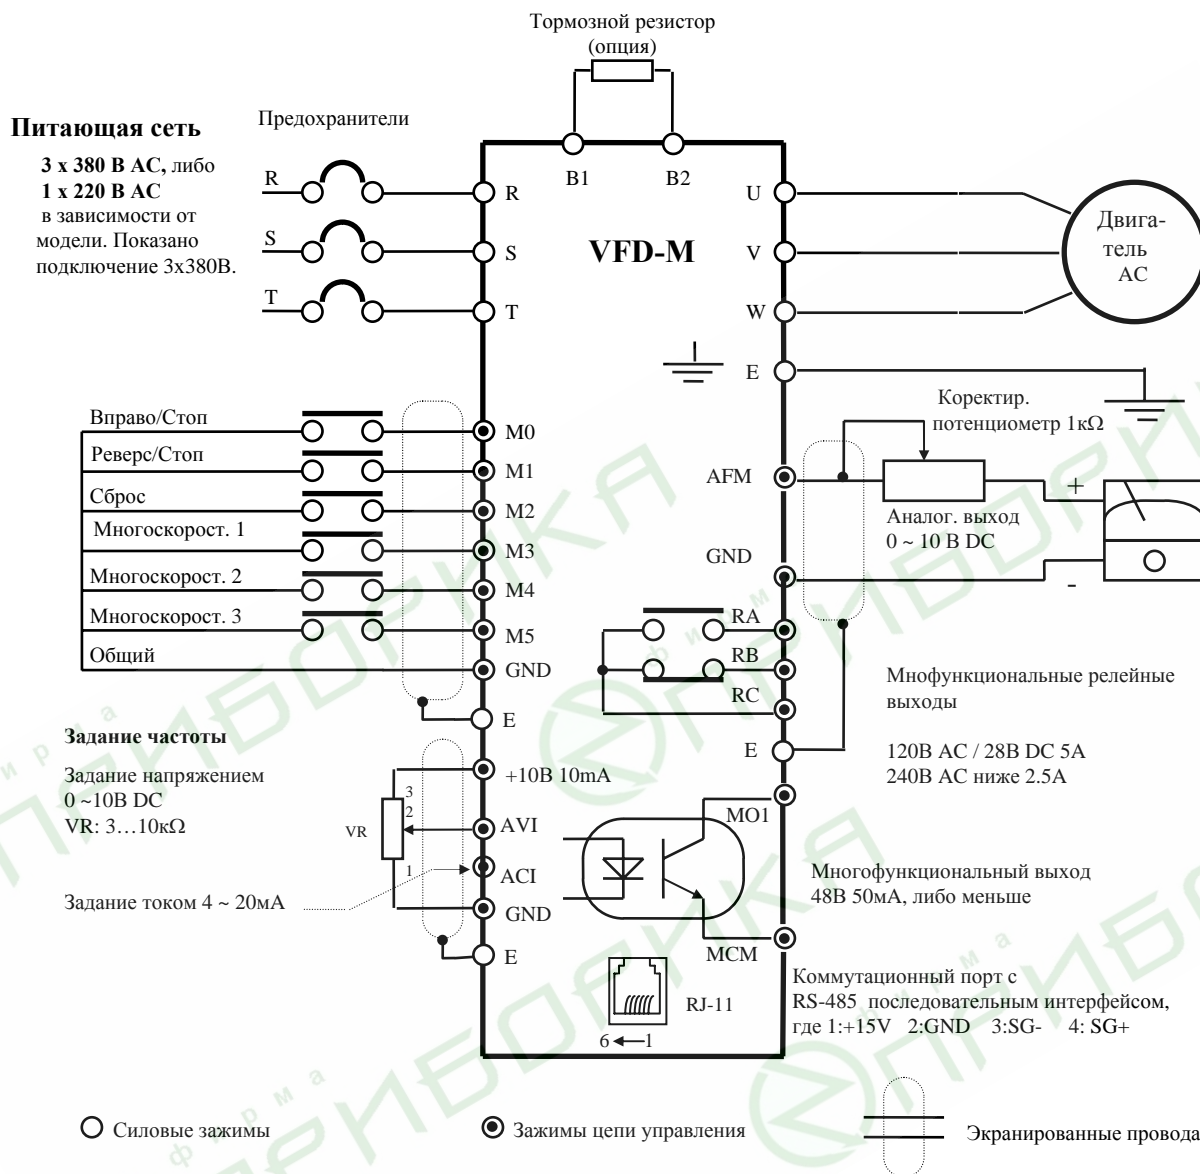 Тормозной резистор
(опция)
Питающая сеть
Предохранители
3 x 380 В АС, либо
1 x 220 В АС
в зависимости от
модели. Показано
подключение 3x380В.
R
S
T
B1
B2
R
S
T
VFD-M
U
V
W
E
Двига-
тель
АС
Вправо/Стоп
Реверс/Стоп
Сброс
Многоскорост. 1
Многоскорост. 2
Многоскорост. 3
Общий
M0
M1
M2
M3
M4
M5
GND
E
Коректир.
потенциометр 1кΩ
AFM
+
Аналог. выход
0 ~ 10 В DC
GND
-
RA
RB
RC
E
Мнофункциональные релейные
выходы
120В AC / 28В DC 5А
240В АС ниже 2.5А
Задание частоты
Задание напряжением
0 ~10В DC
VR: 3…10кΩ
VR
3
2
1
Задание током 4 ~ 20мА
+10В 10mA
AVI
ACI
GND
E
MO1
MCM
Многофункциональный выход
48В 50мА, либо меньше
RJ-11
6
1
Коммутационный порт с
RS-485 последовательным интерфейсом,
где 1:+15V 2:GND 3:SG- 4: SG+
Силовые зажимы
Зажимы цепи управления
Экранированные провода
фирма
ПРИБОРИКА